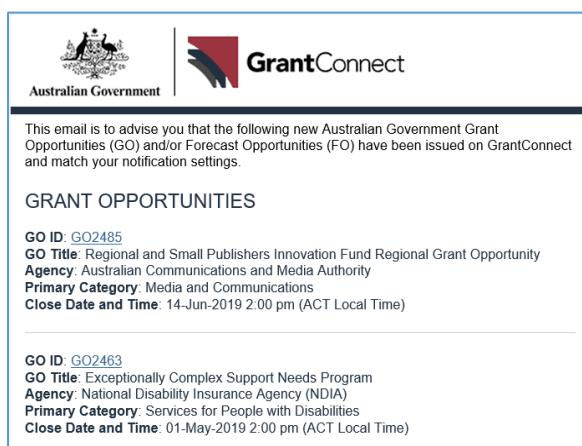 Australian Government
GrantConnect
This email is to advise you that the following new Australian Government Grant
Opportunities (GO) and/or Forecast Opportunities (FO) have been issued on GrantConnect
and match your notification settings.
GRANT OPPORTUNITIES
GO ID: GO2485
GO Title: Regional and Small Publishers Innovation Fund Regional Grant Opportunity
Agency: Australian Communications and Media Authority
Primary Category: Media and Communications
Close Date and Time: 14-Jun-2019 2:00 pm (ACT Local Time)
GO ID: GO2463
GO Title: Exceptionally Complex Support Needs Program
Agency: National Disability Insurance Agency (NDIA)
Primary Category: Services for People with Disabilities
Close Date and Time: 01-May-2019 2:00 pm (ACT Local Time)